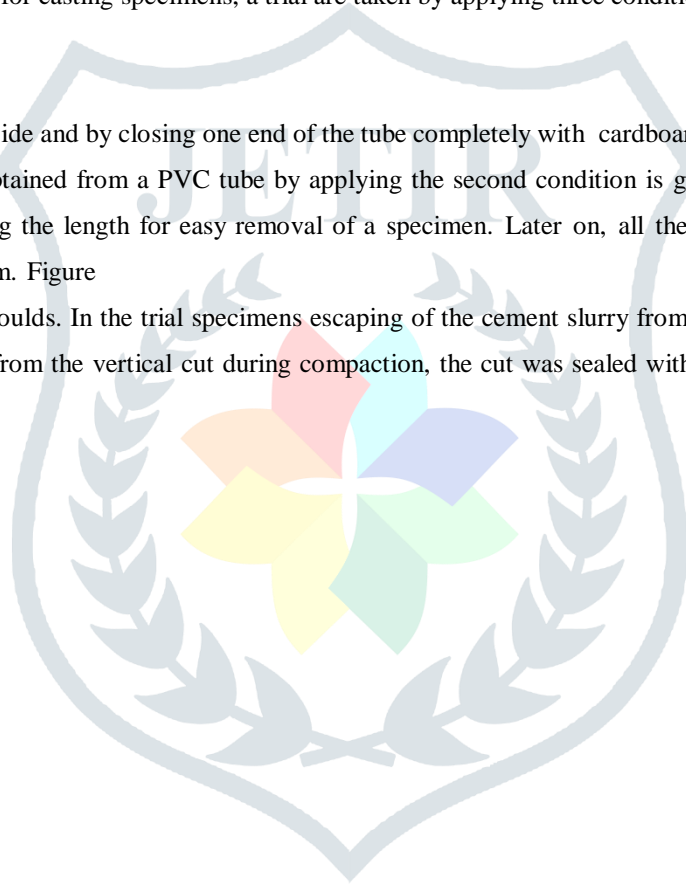 for casting specimens, a trial are taken by applying three conditi
ide and by closing one end of the tube completely with cardboar
JETIR
otained from a PVC tube by applying the second condition is g
g the length for easy removal of a specimen. Later on, all the
m. Figure
oulds. In the trial specimens escaping of the cement slurry from
from the vertical cut during compaction, the cut was sealed with